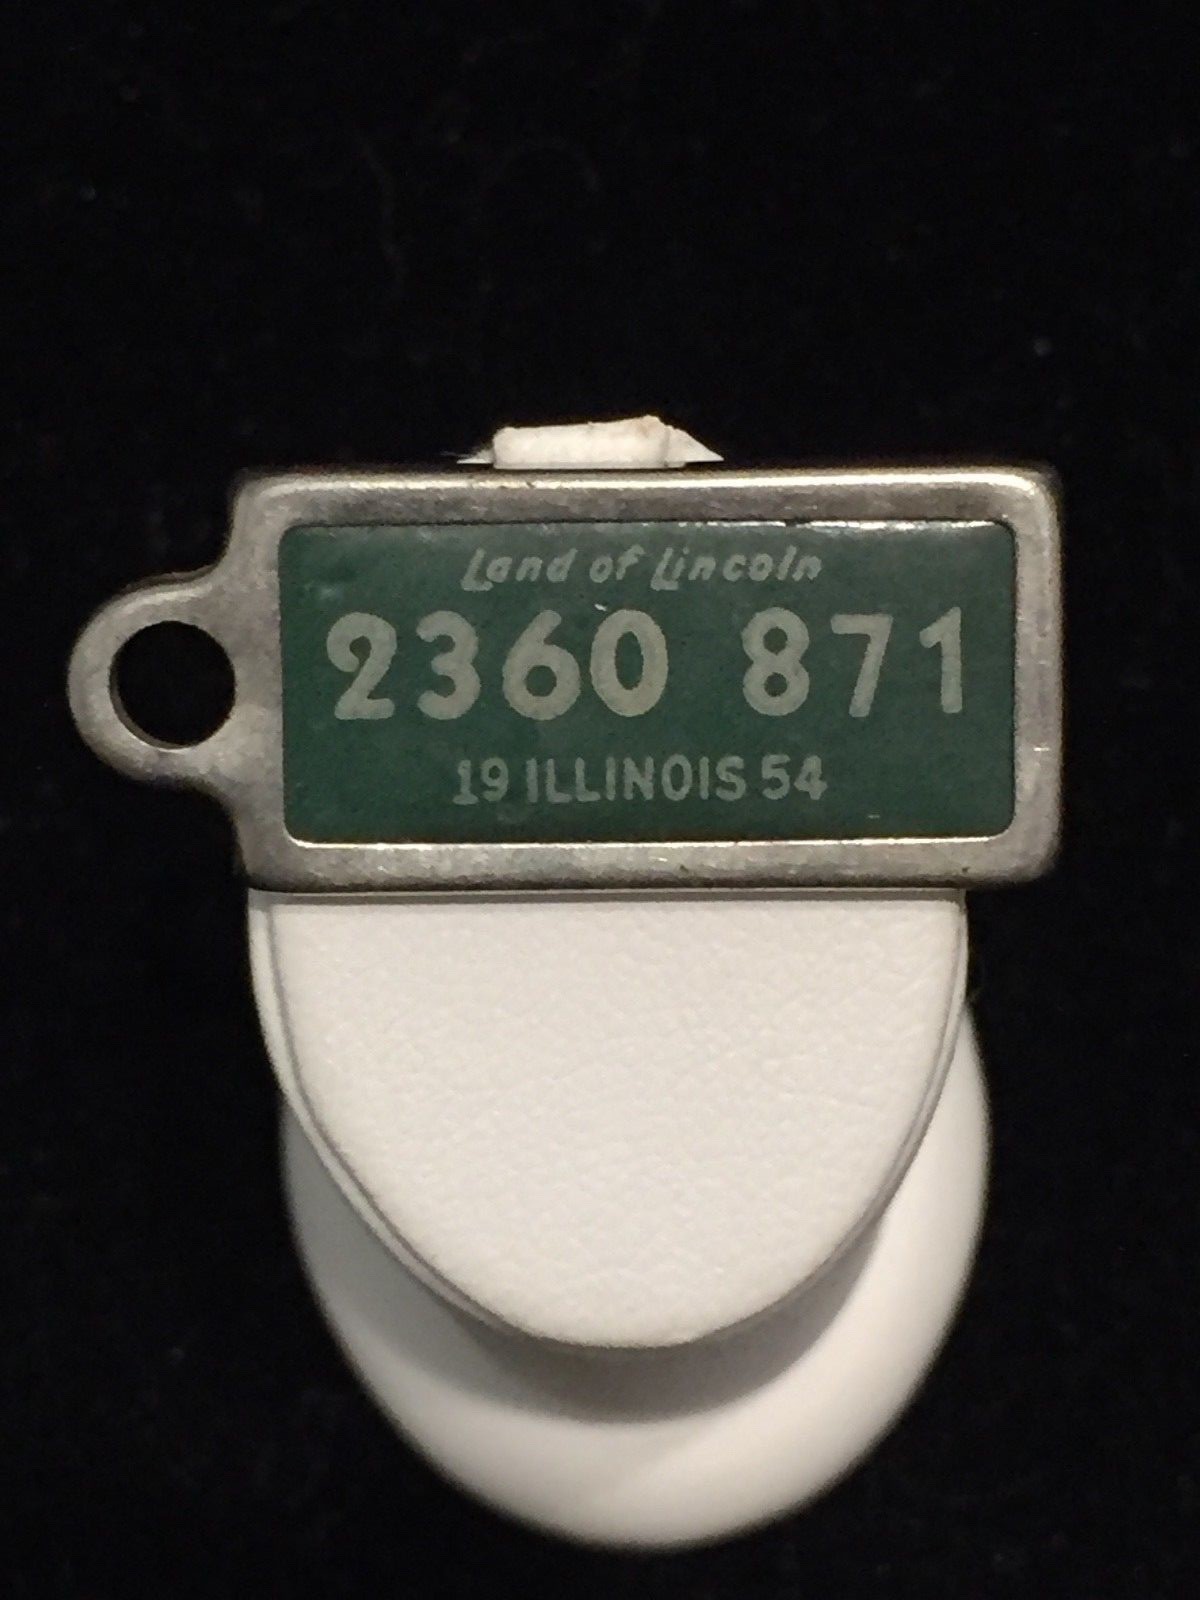 Land of Lincoln
2360 871
19 ILLINOIS 54